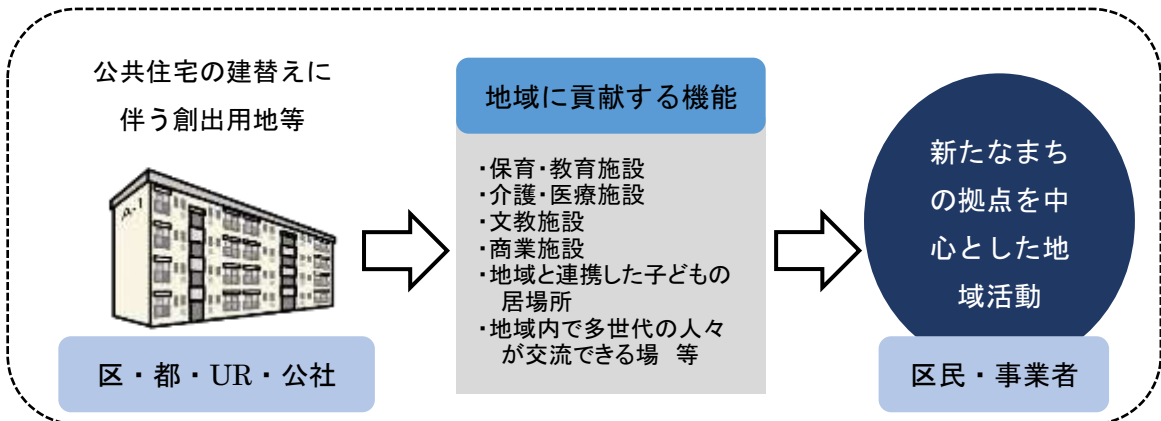 公共住宅の建替えに
伴う創出用地等
A-1
区・都・UR・公社
地域に貢献する機能
・保育・教育施設
・介護・医療施設
・文教施設
・商業施設
・地域と連携した子どもの
居場所
・地域内で多世代の人々
が交流できる場 等
新たなまち
の拠点を中
心とした地
域活動
区民・事業者